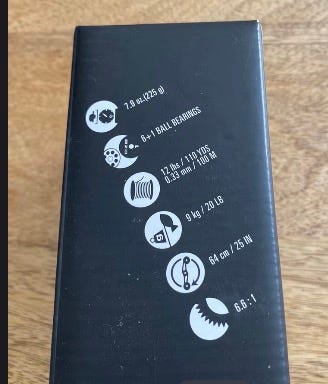 7.9 oz.(225 g)
6+1 BALL BEARINGS
12 lbs / 110 YDS
0.33 mm / 100 M
9 kg / 20 LB
64 cm / 25 IN
6.6:1